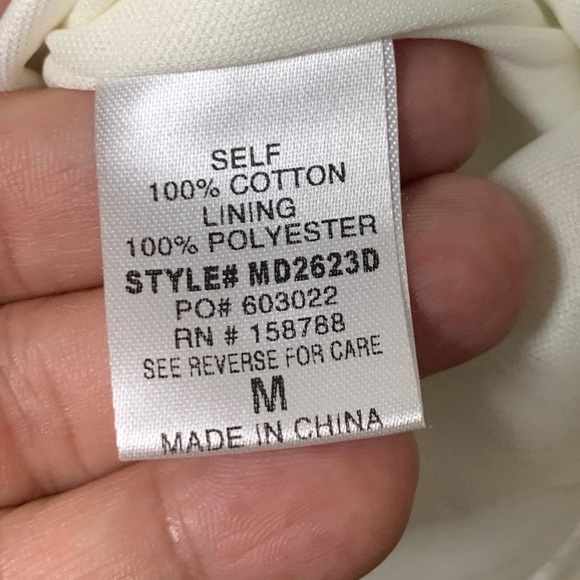 SELF
100% COTTON
LINING
100% POLYESTER
STYLE# MD2623D
PO# 603022
RN # 158788
SEE REVERSE FOR CARE
M
MADE IN CHINA